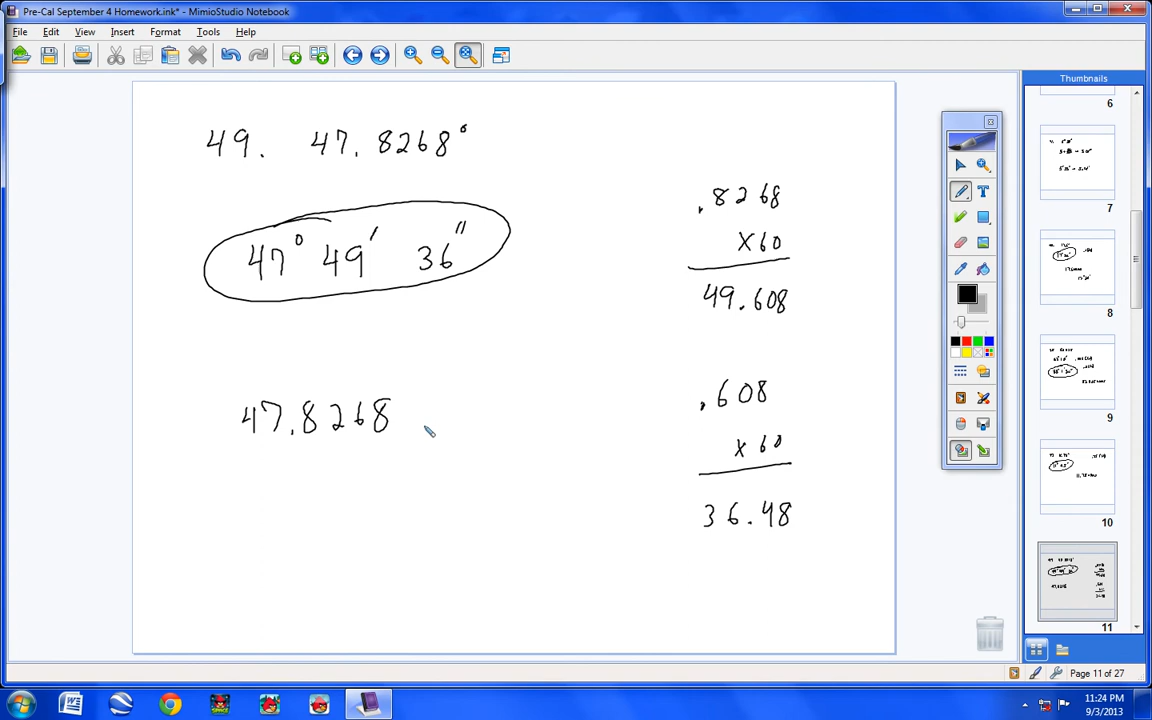 Pre-Cal September 4 Homework.ink* - MimioStudio Notebook
File Edit View Insert Format Tools Help
Thumbnails
49. 47.8268°
47° 49' 36"
.8268
x60
49.608
47.8268
.608
x 60
36.48
T
6
7
8
9
10
11
Page 11 of 27
W
11:24 PM
9/3/2013